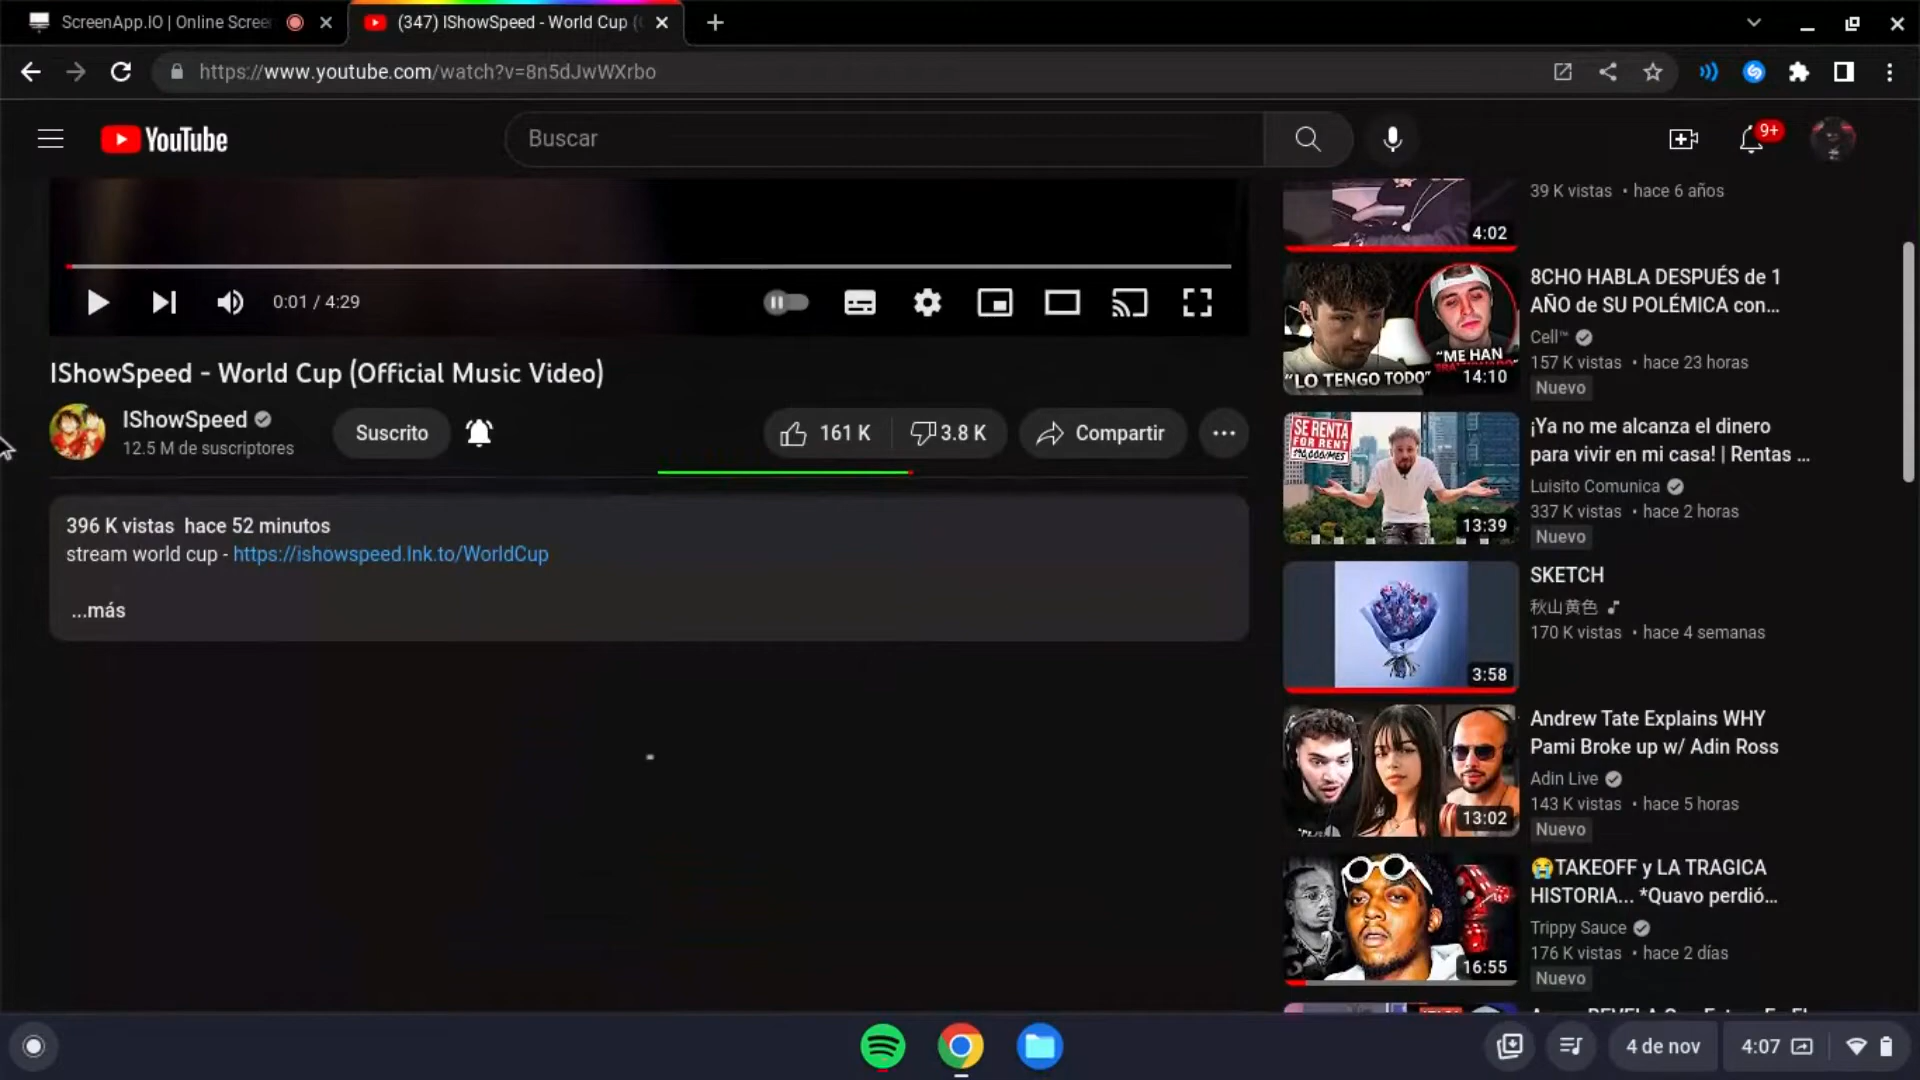 ScreenApp.IO | Online Screen
(347) IShowSpeed - World Cup (
https://www.youtube.com/watch?v=8n5dJwWXrbo
YouTube
Buscar
9+
0:01 / 4:29
IShowSpeed - World Cup (Official Music Video)
IShowSpeed
12.5 M de suscriptores
Suscrito
161 K
3.8 K
Compartir
396 K vistas hace 52 minutos
stream world cup - https://ishowspeed.lnk.to/WorldCup
...más
4:02
39 K vistas • hace 6 años
"LO TENGO TODO"
"ME HAN
14:10
8CHO HABLA DESPUÉS de 1
AÑO de SU POLÉMICA con...
Cell™
157 K vistas • hace 23 horas
Nuevo
SE RENTA
FOR RENT
13:39
¡Ya no me alcanza el dinero
para vivir en mi casa! | Rentas ...
Luisito Comunica
337 K vistas • hace 2 horas
Nuevo
3:58
SKETCH
秋山黄色
170 K vistas • hace 4 semanas
13:02
Andrew Tate Explains WHY
Pami Broke up w/ Adin Ross
Adin Live
143 K vistas • hace 5 horas
Nuevo
16:55
😭TAKEOFF y LA TRAGICA
HISTORIA... *Quavo perdió...
Trippy Sauce
176 K vistas • hace 2 días
Nuevo
4 de nov
4:07